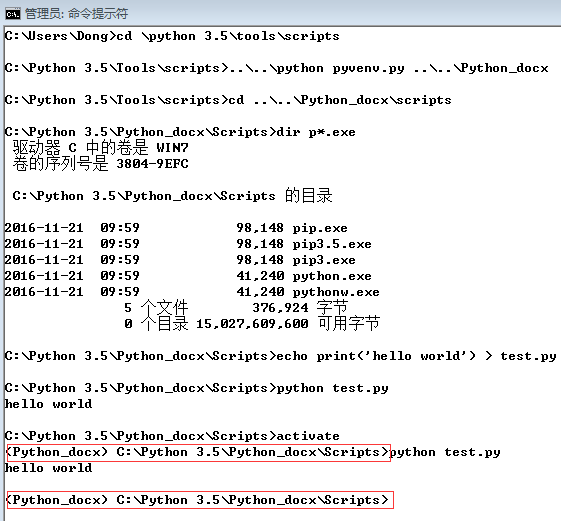 管理员: 命令提示符
C:\Users\Dong>cd \python 3.5\tools\scripts
C:\Python 3.5\Tools\scripts>..\..\python pyvenv.py ..\..\Python_docx
C:\Python 3.5\Tools\scripts>cd ..\..\Python_docx\scripts
C:\Python 3.5\Python_docx\Scripts>dir p*.exe
驱动器 C 中的卷是 WIN7
卷的序列号是 3804-9EFC
C:\Python 3.5\Python_docx\Scripts 的目录
2016-11-21  09:59            98,148 pip.exe
2016-11-21  09:59            98,148 pip3.5.exe
2016-11-21  09:59            98,148 pip3.exe
2016-11-21  09:59            41,240 python.exe
2016-11-21  09:59            41,240 pythonw.exe
5 个文件        376,924 字节
0 个目录 15,027,609,600 可用字节
C:\Python 3.5\Python_docx\Scripts>echo print('hello world') > test.py
C:\Python 3.5\Python_docx\Scripts>python test.py
hello world
C:\Python 3.5\Python_docx\Scripts>activate
(Python_docx) C:\Python 3.5\Python_docx\Scripts>python test.py
hello world
(Python_docx) C:\Python 3.5\Python_docx\Scripts>